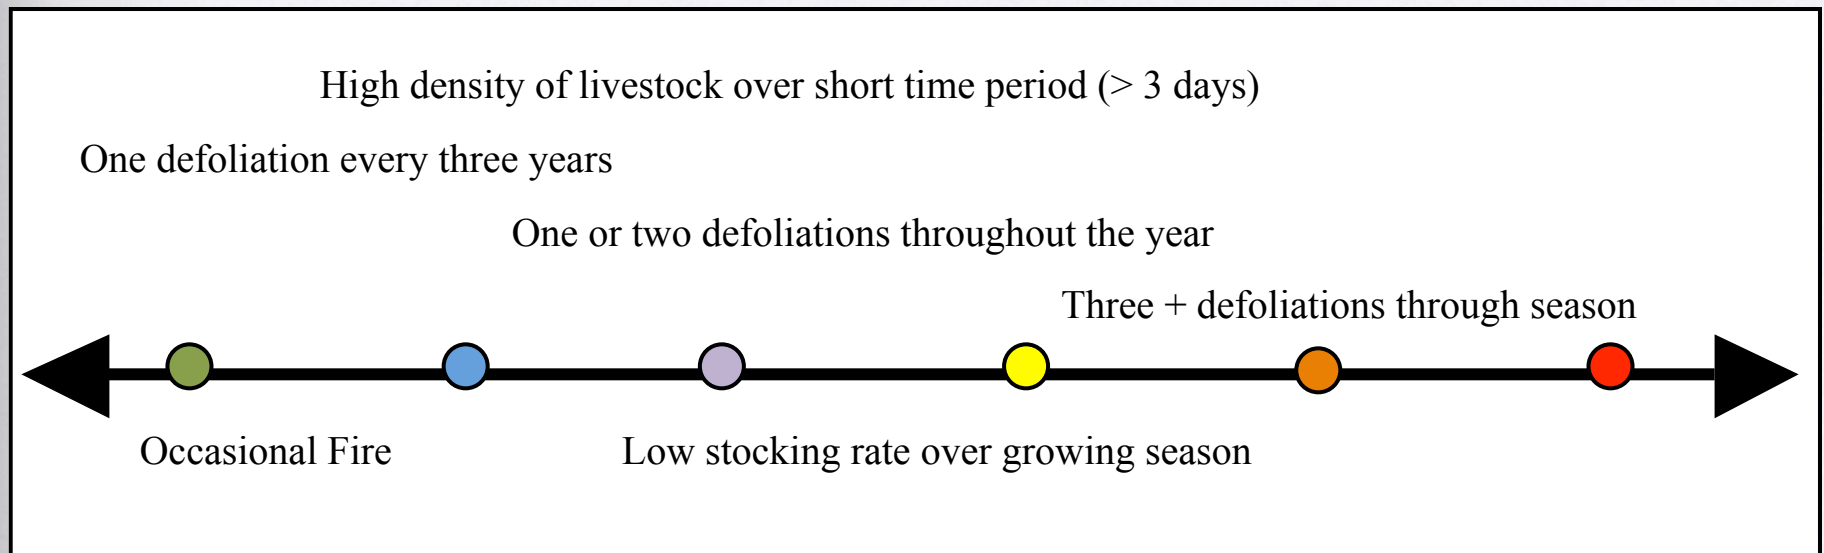 High density of livestock over short time period (> 3 days)
One defoliation every three years
One or two defoliations throughout the year
Three + defoliations through season
Occasional Fire
Low stocking rate over growing season